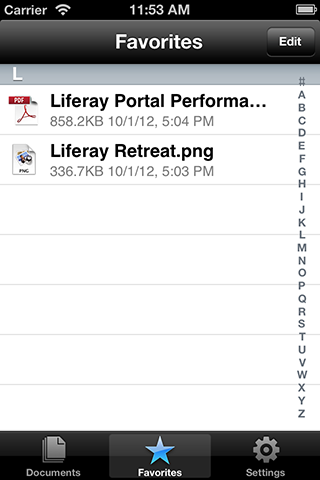 Carrier 11:53 AM
Favorites Edit
L
PDF
Liferay Portal Performa...
858.2KB 10/1/12, 5:04 PM
PNG
Liferay Retreat.png
336.7KB 10/1/12, 5:03 PM
#
A
B
C
D
E
F
G
H
I
J
K
L
M
N
O
P
Q
R
S
T
U
V
W
X
Y
Z
Documents Favorites Settings